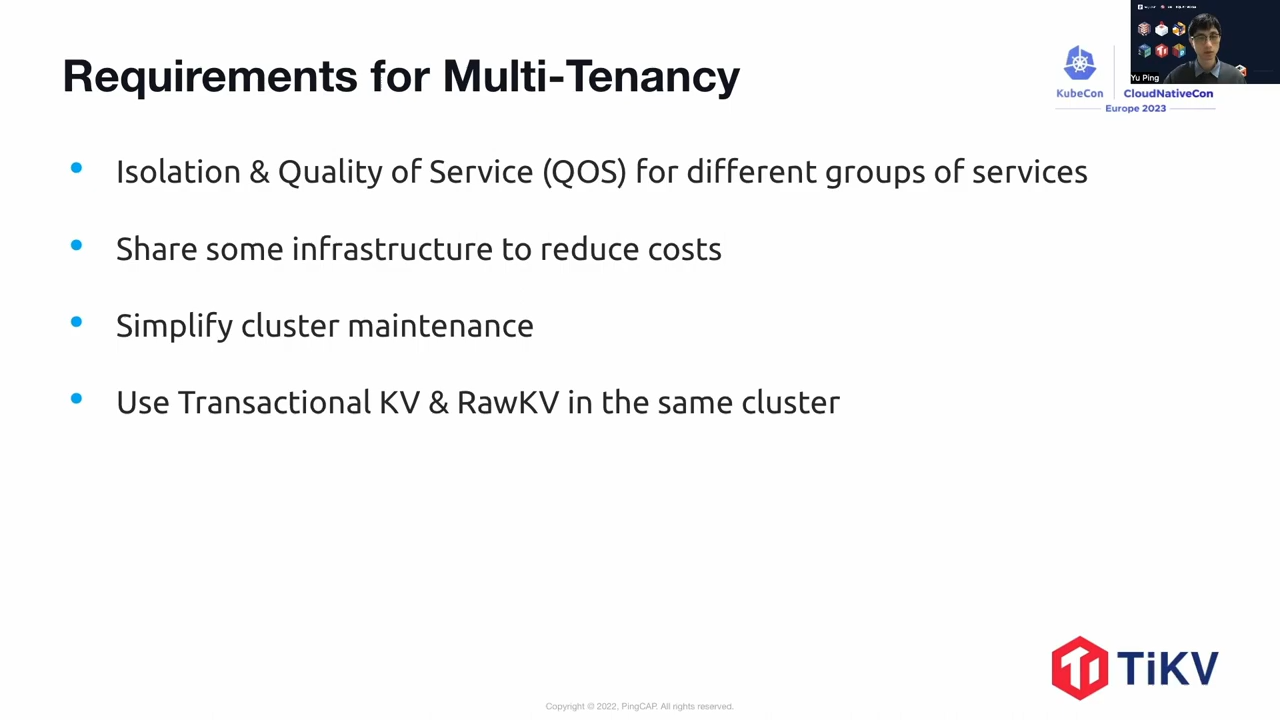 Requirements for Multi-Tenancy
Yu Ping
KubeCon
CloudNativeCon
Europe 2023
• Isolation & Quality of Service (QOS) for different groups of services
• Share some infrastructure to reduce costs
• Simplify cluster maintenance
• Use Transactional KV & RawKV in the same cluster
TiKV
Copyright © 2022, PingCAP. All rights reserved.